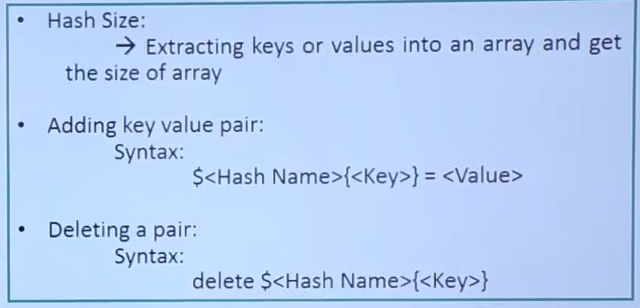 • Hash Size:
→ Extracting keys or values into an array and get
the size of array
• Adding key value pair:
Syntax:
$<Hash Name>{<Key>} = <Value>
• Deleting a pair:
Syntax:
delete $<Hash Name>{<Key>}